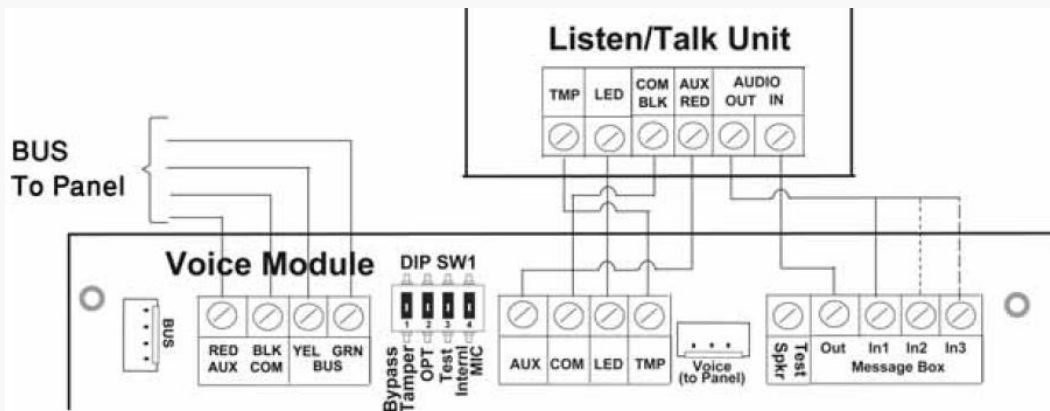 Listen/Talk Unit
TMP LED COM BLK AUX RED AUDIO OUT IN
BUS
To Panel
Voice Module
DIP SW1
1 2 3 4
BUS
RED AUX
BLK COM
YEL GRN
BUS
Bypass Tamper
OPT
Test
Internl MIC
AUX COM LED TMP
Voice
(to Panel)
Test Spkr
Out In1 In2 In3
Message Box